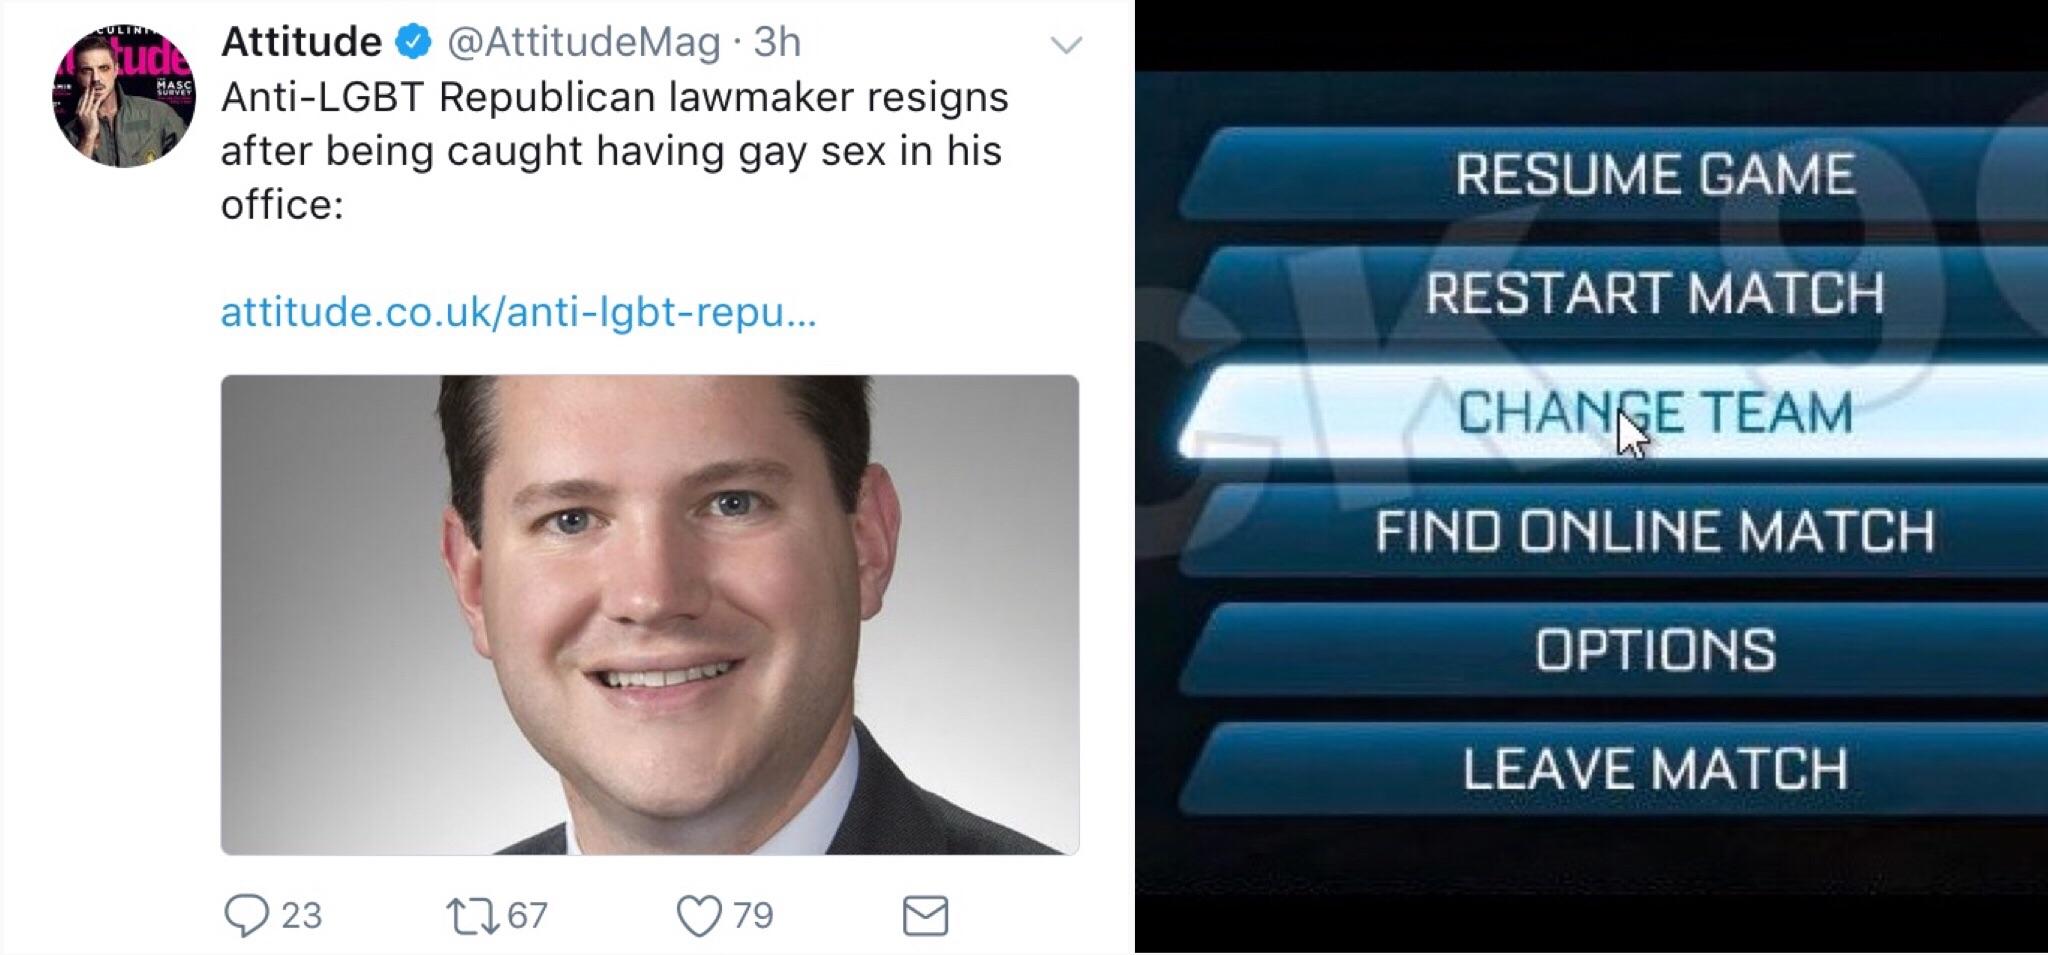 Attitude @AttitudeMag · 3h
Anti-LGBT Republican lawmaker resigns
after being caught having gay sex in his
office:
attitude.co.uk/anti-lgbt-repu...
23 67 79
RESUME GAME
RESTART MATCH
CHANGE TEAM
FIND ONLINE MATCH
OPTIONS
LEAVE MATCH